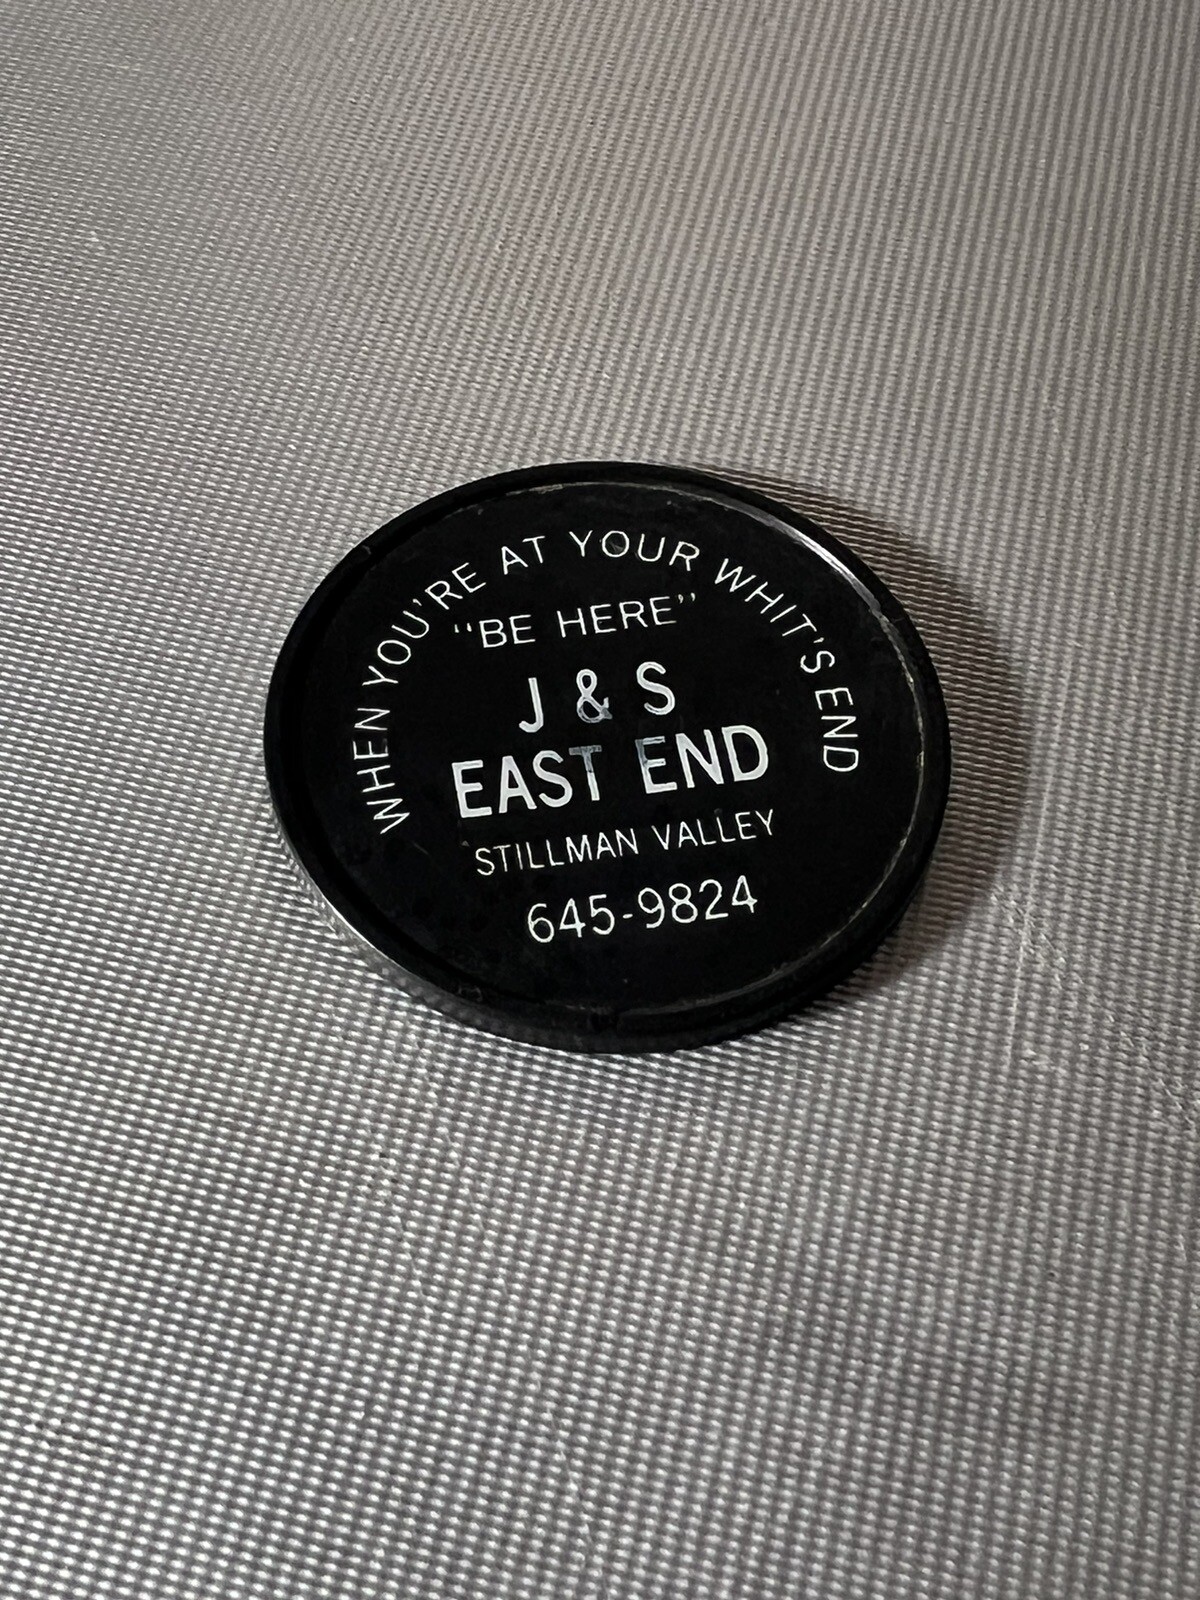 WHEN YOU'RE AT YOUR WHIT'S END
"BE HERE"
J & S
EAST END
STILLMAN VALLEY
645-9824